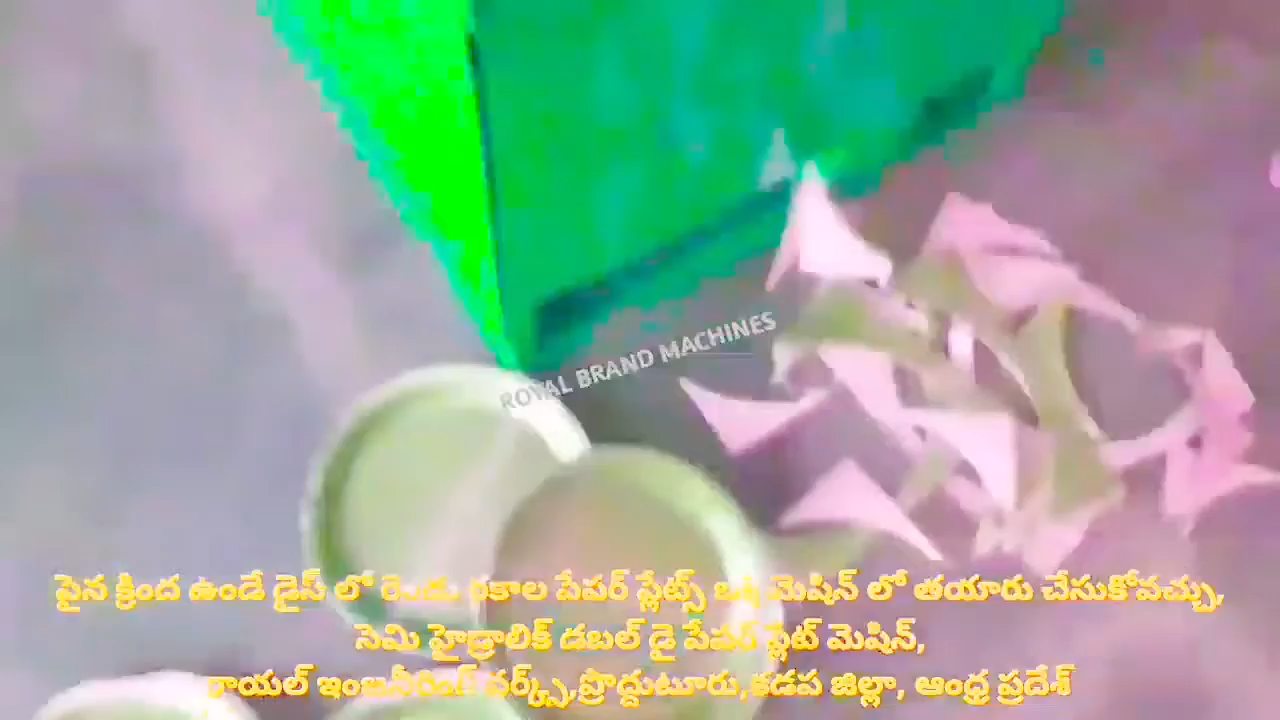 ROYAL BRAND MACHINES
పైన క్రింద ఉండే డైస్ లో రెండు రకాల పేపర్ ప్లేట్స్ ఒకే మెషిన్ లో తయారు చేసుకోవచ్చు,
సెమి హైడ్రాలిక్ డబల్ డై పేపర్ ప్లేట్ మెషిన్,
రాయల్ ఇంజనీరింగ్ వర్క్స్,ప్రొద్దుటూరు,కడప జిల్లా, ఆంధ్ర ప్రదేశ్